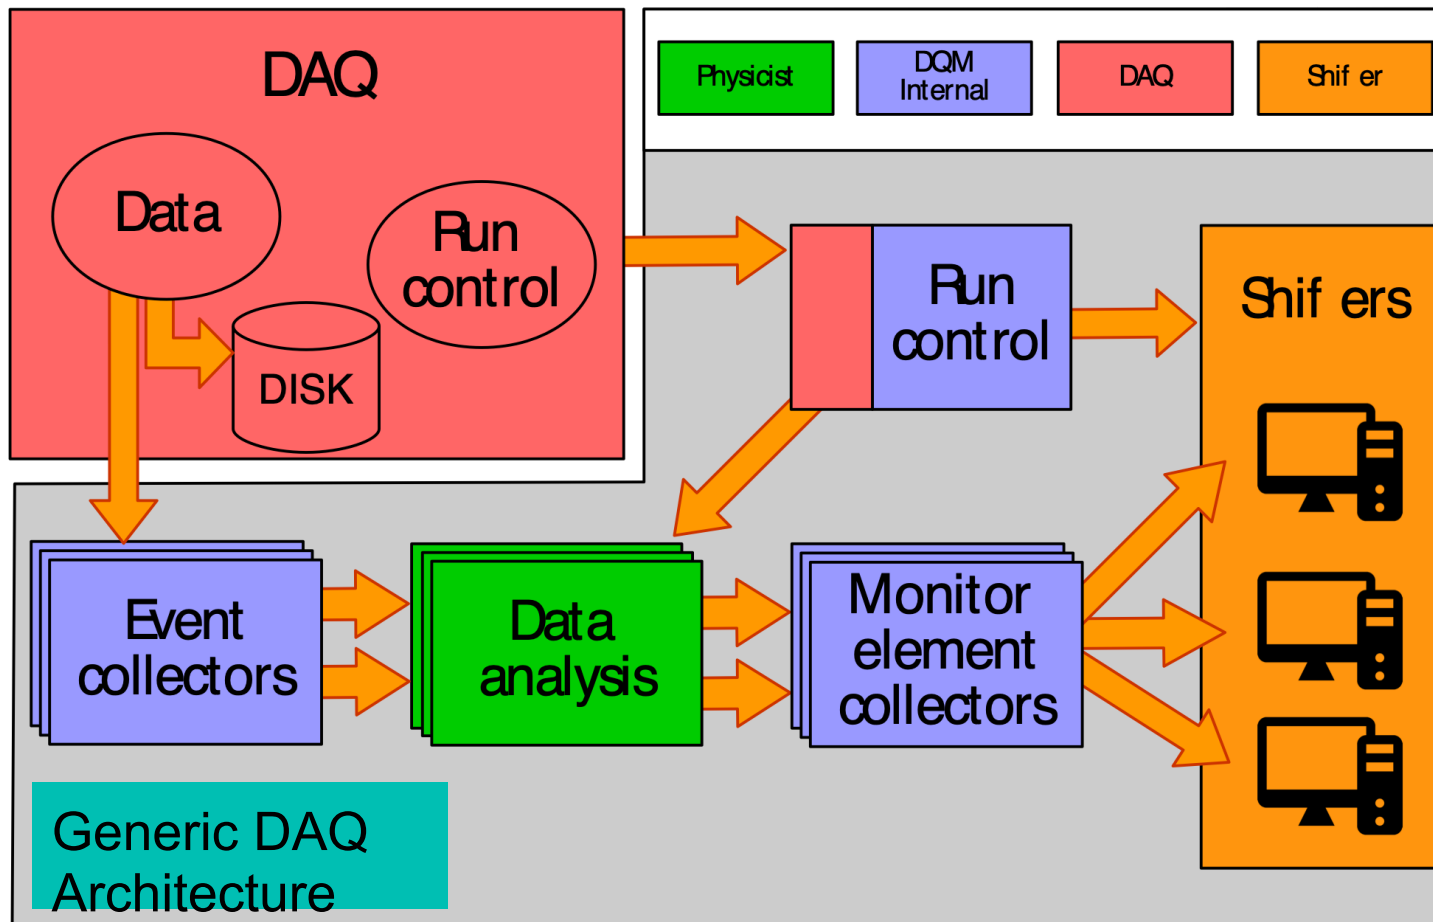 DAQ
Physicist
DQM
Internal
DAQ
Shif er
Data
Run
control
DISK
Run
control
Shif ers
Event
collectors
Data
analysis
Monitor
element
collectors
Generic DAQ
Architecture